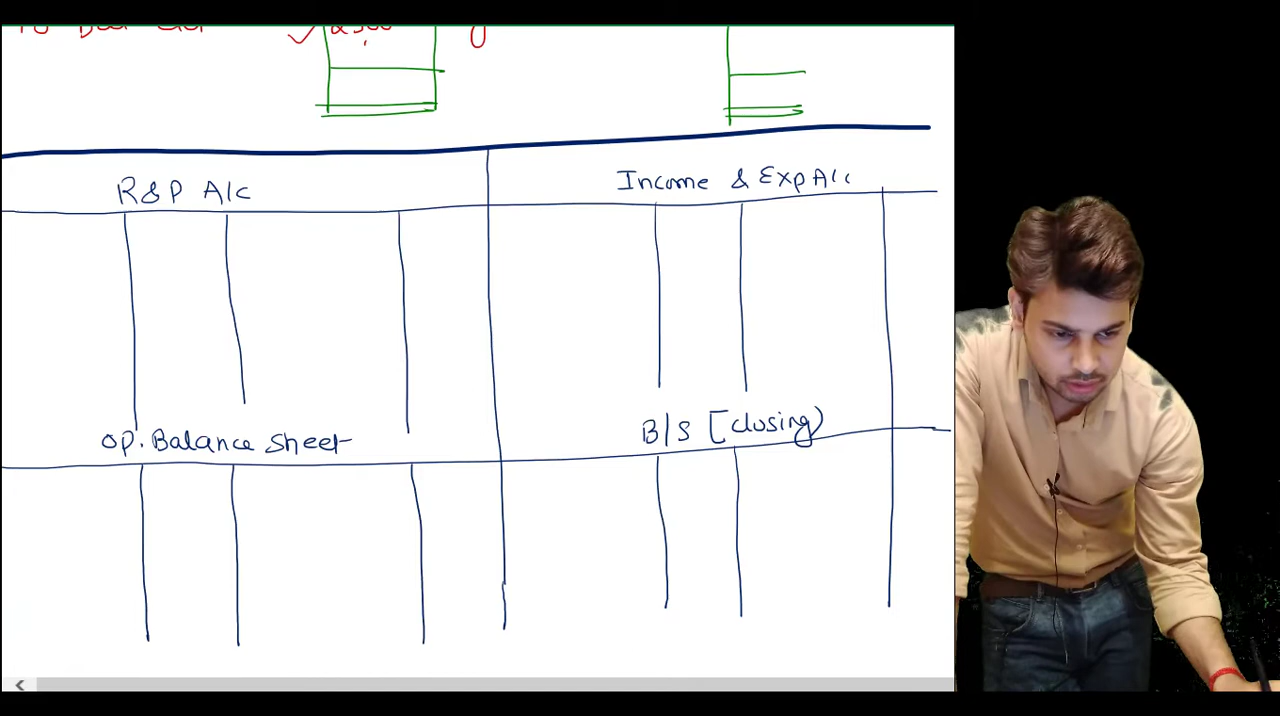 R&P A/c
Income & Exp A/c
Op. Balance Sheet
B/S [closing)